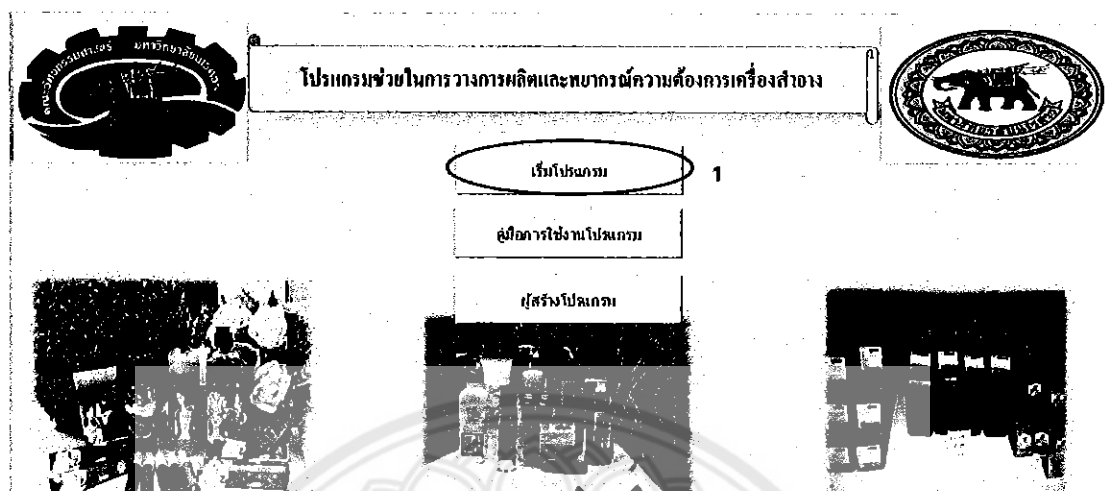 โปรแกรมช่วยในการวางการผลิตและพยากรณ์ความต้องการเครื่องสำอาง
เริ่มโปรแกรม
1
คู่มือการใช้งานโปรแกรม
ผู้สร้างโปรแกรม